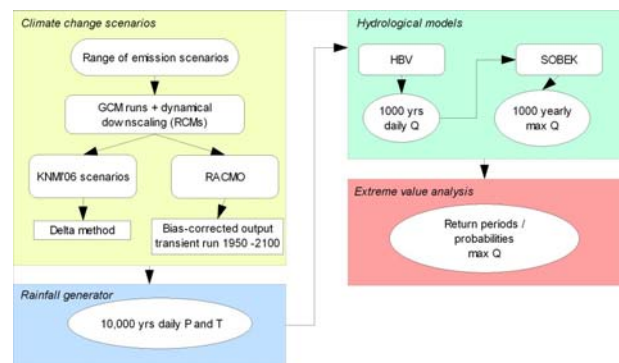 Climate change scenarios
Range of emission scenarios
GCM runs + dynamical
downscaling (RCMs)
KNMI'06 scenarios
RACMO
Delta method
Bias-corrected output
transient run 1950 -2100
Rainfall generator
10,000 yrs daily P and T
Hydrological models
HBV
SOBEK
1000 yrs
daily Q
1000 yearly
max Q
Extreme value analysis
Return periods /
probabilities
max Q